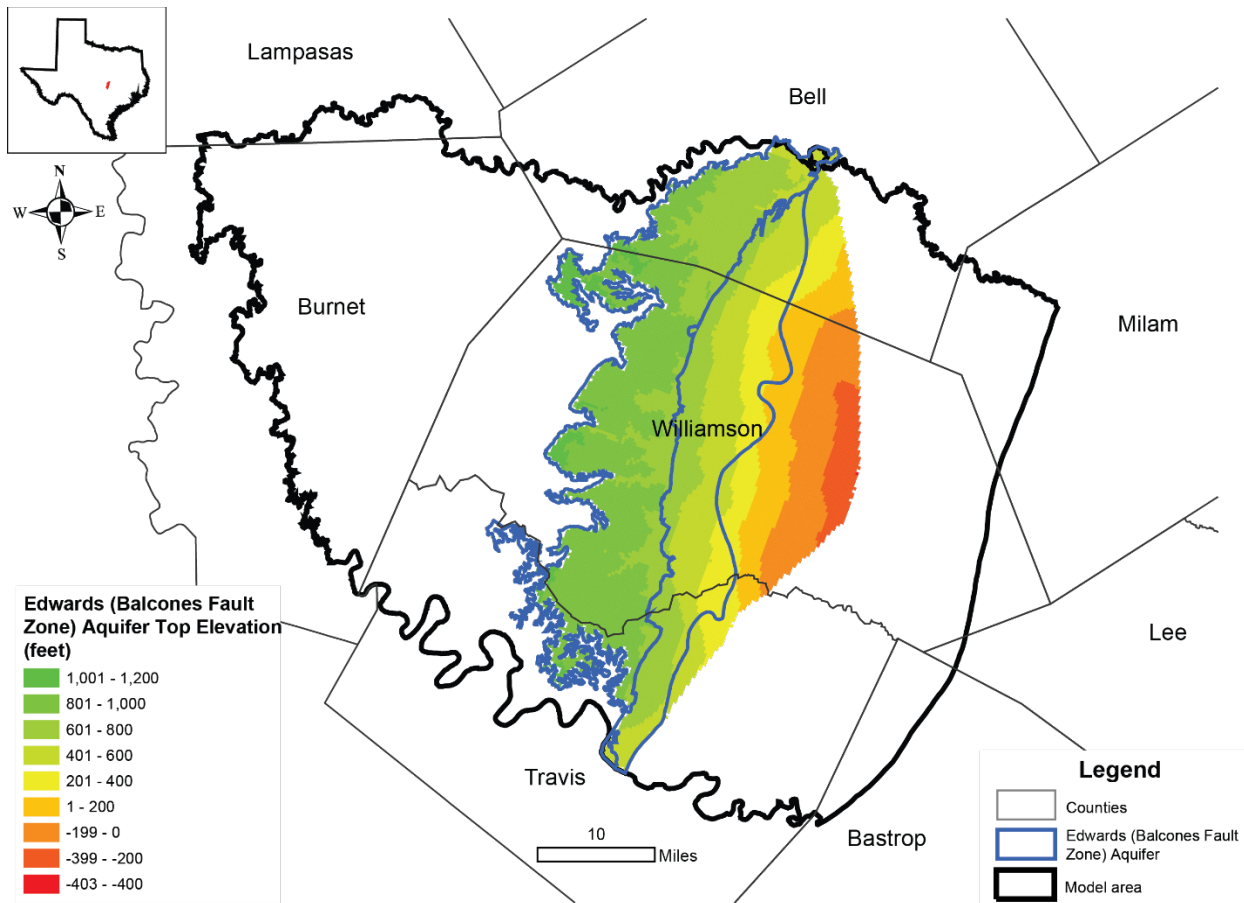 Lampasas
Bell
N
W
E
S
Burnet
Milam
Williamson
Lee
Travis
Bastrop
Edwards (Balcones Fault
Zone) Aquifer Top Elevation
(feet)
1,001 - 1,200
801 - 1,000
601 - 800
401 - 600
201 - 400
1 - 200
-199 - 0
-399 - -200
-403 - -400
10
Miles
Legend
Counties
Edwards (Balcones Fault
Zone) Aquifer
Model area